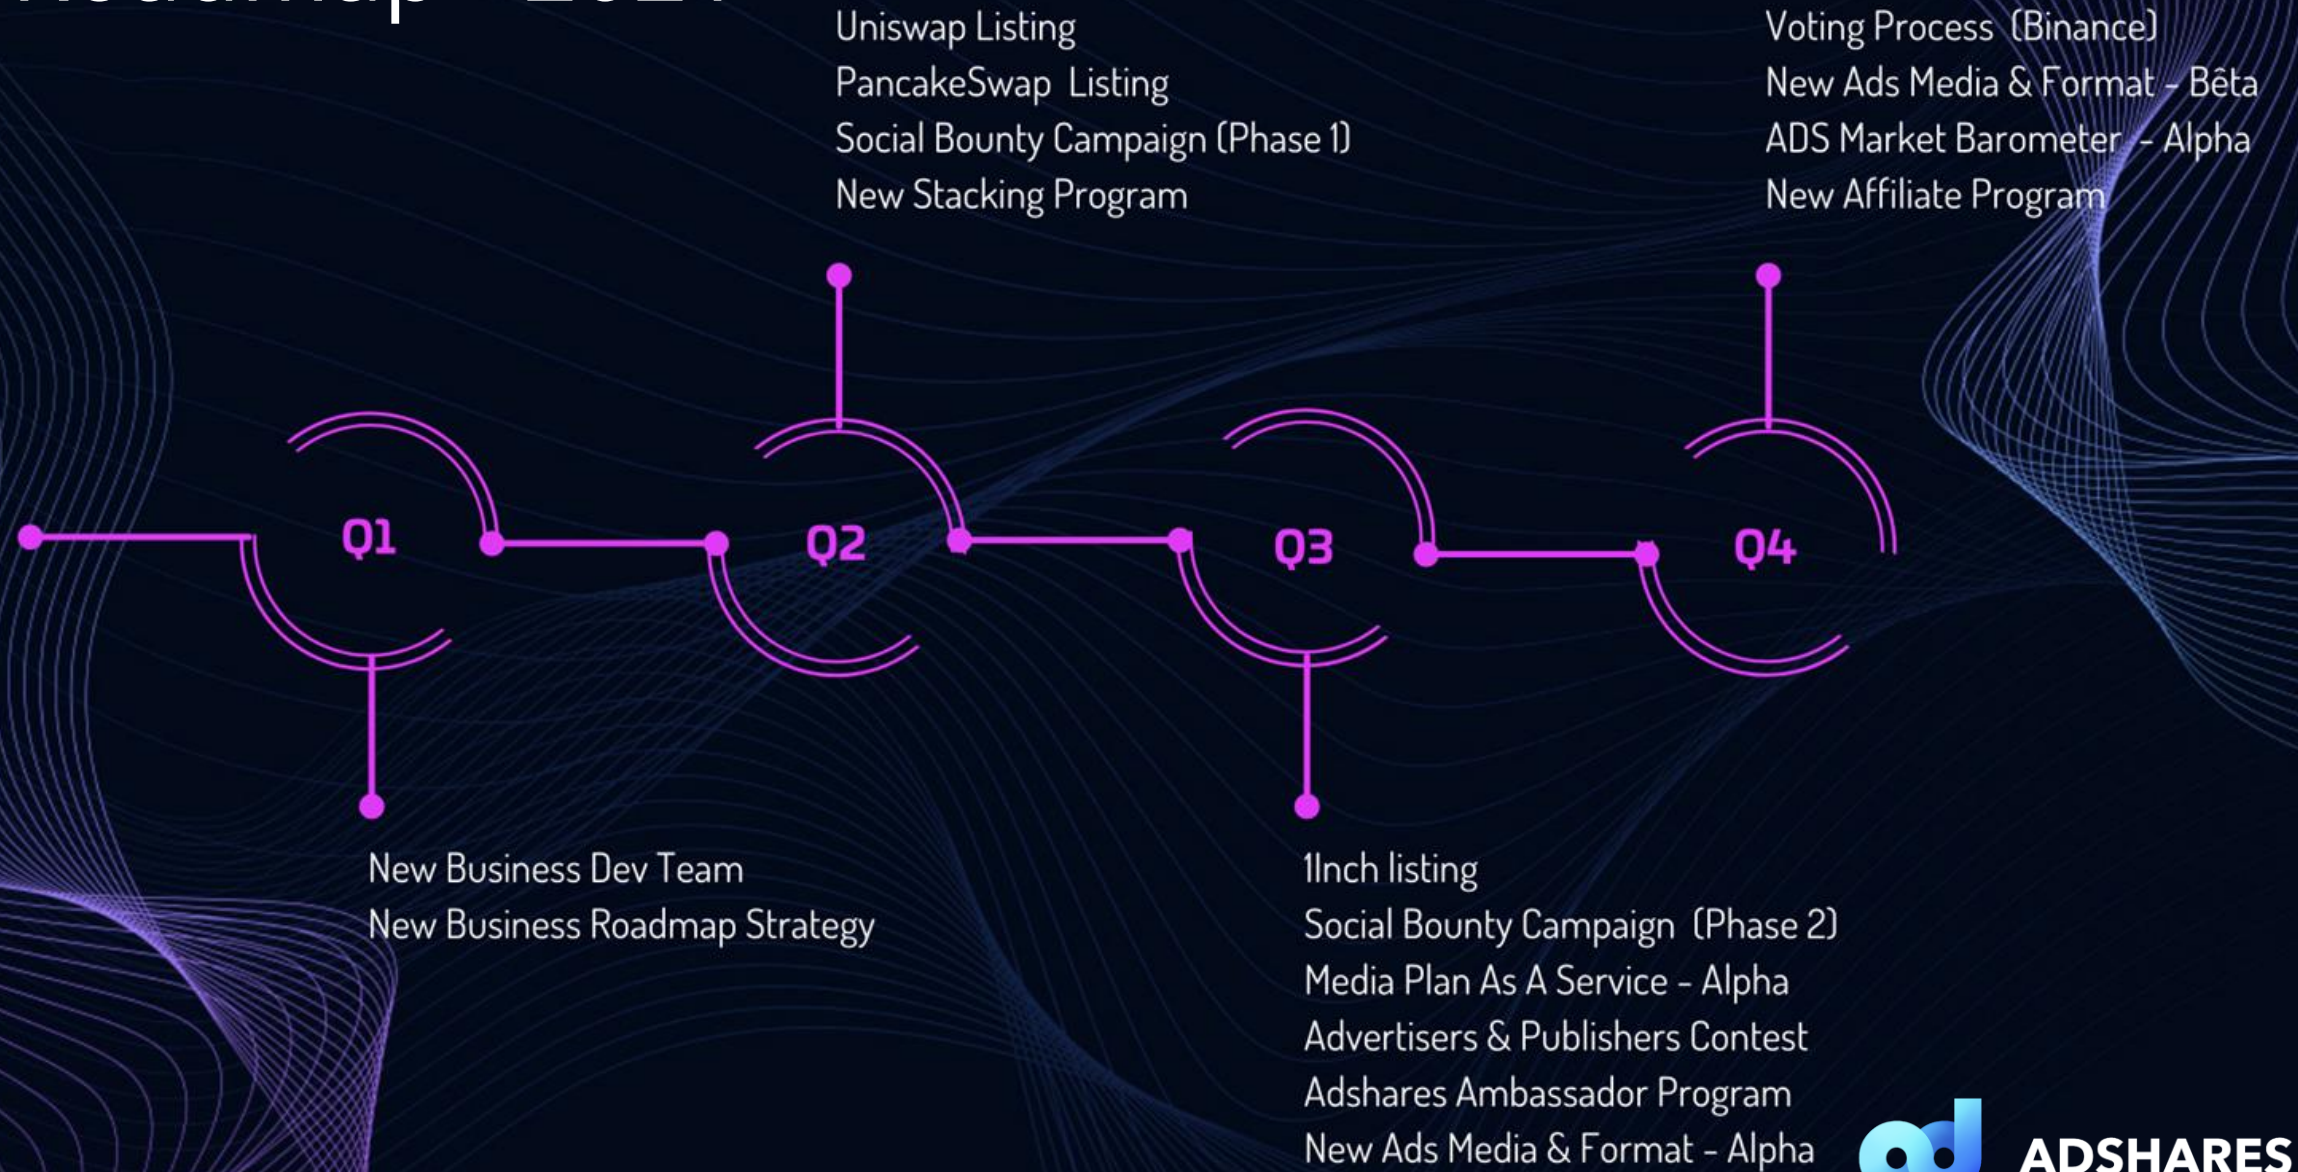 Roadmap 2021
Uniswap Listing
PancakeSwap Listing
Social Bounty Campaign (Phase 1)
New Stacking Program
Voting Process (Binance)
New Ads Media & Format - Bêta
ADS Market Barometer - Alpha
New Affiliate Program
Q1
Q2
Q3
Q4
New Business Dev Team
New Business Roadmap Strategy
1Inch listing
Social Bounty Campaign (Phase 2)
Media Plan As A Service - Alpha
Advertisers & Publishers Contest
Adshares Ambassador Program
New Ads Media & Format - Alpha
ad
ADSHARES